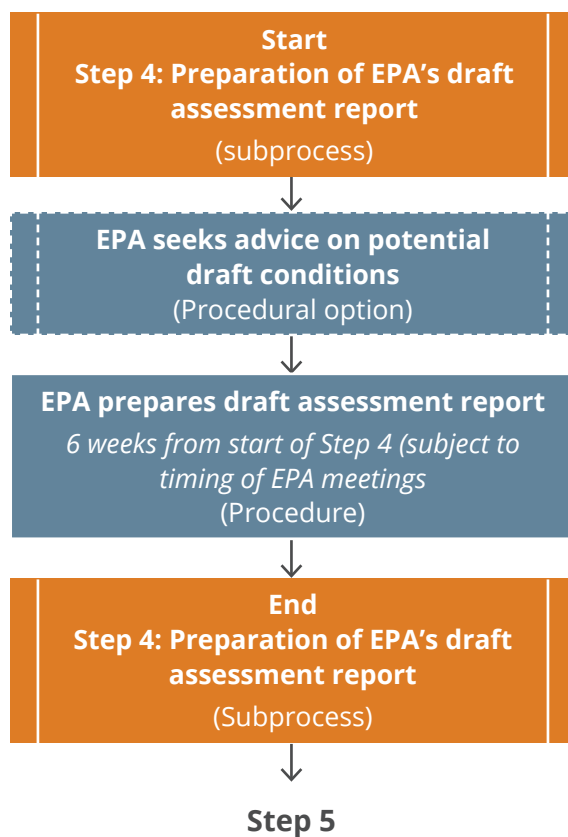 Start
Step 4: Preparation of EPA’s draft
assessment report
(subprocess)
EPA seeks advice on potential
draft conditions
(Procedural option)
EPA prepares draft assessment report
6 weeks from start of Step 4 (subject to
timing of EPA meetings
(Procedure)
End
Step 4: Preparation of EPA’s draft
assessment report
(Subprocess)
Step 5